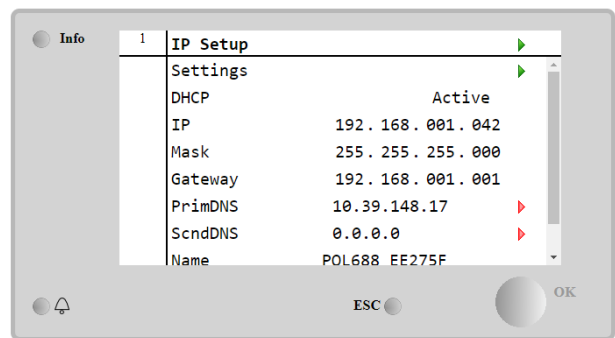 Info
1 IP Setup
Settings
DHCP Active
IP 192.168.001.042
Mask 255.255.255.000
Gateway 192.168.001.001
PrimDNS 10.39.148.17
ScndDNS 0.0.0.0
Name POL688_EE275F
ESC OK